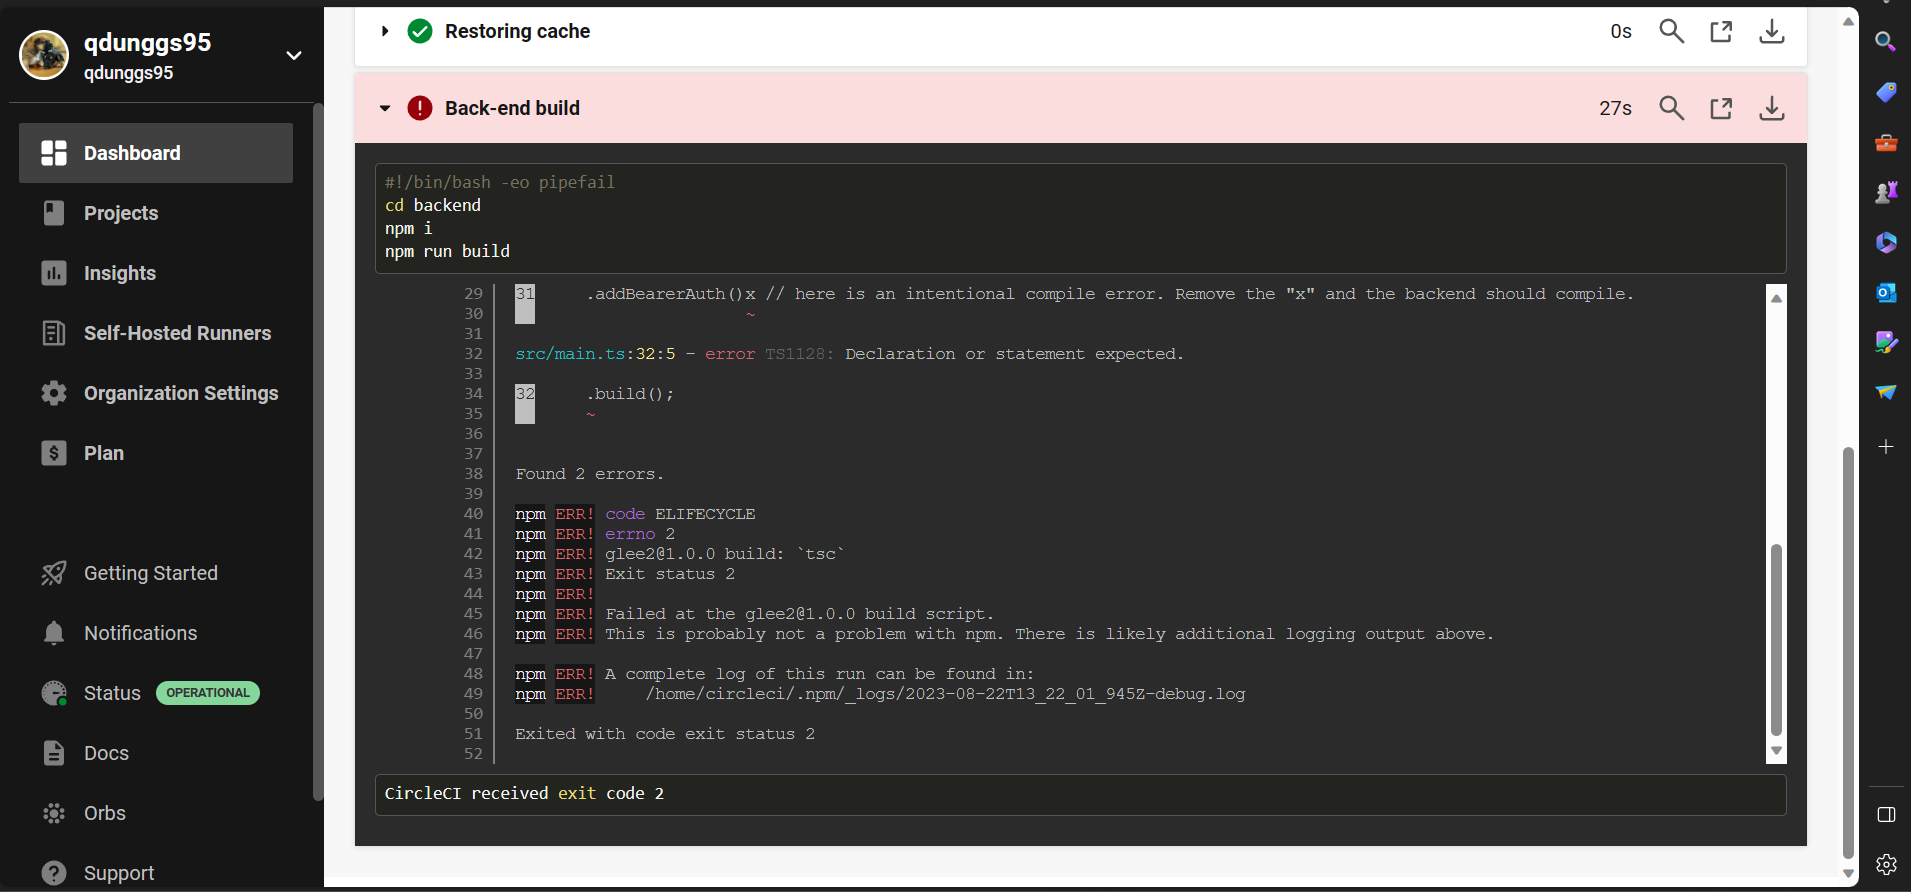 qdunggs95
qdunggs95
Dashboard
Projects
Insights
Self-Hosted Runners
Organization Settings
$ Plan
Getting Started
Notifications
Status OPERATIONAL
Docs
Orbs
? Support
Restoring cache 0s
! Back-end build 27s
#!/bin/bash -eo pipefail
cd backend
npm i
npm run build
29 31 .addBearerAuth()x // here is an intentional compile error. Remove the "x" and the backend should compile.
30 ~
31
32 src/main.ts:32:5 - error TS1128: Declaration or statement expected.
33
34 32 .build();
35 ~
36
37
38 Found 2 errors.
39
40 npm ERR! code ELIFECYCLE
41 npm ERR! errno 2
42 npm ERR! glee2@1.0.0 build: `tsc`
43 npm ERR! Exit status 2
44 npm ERR!
45 npm ERR! Failed at the glee2@1.0.0 build script.
46 npm ERR! This is probably not a problem with npm. There is likely additional logging output above.
47
48 npm ERR! A complete log of this run can be found in:
49 npm ERR! /home/circleci/.npm/_logs/2023-08-22T13_22_01_945Z-debug.log
50
51 Exited with code exit status 2
52
CircleCI received exit code 2